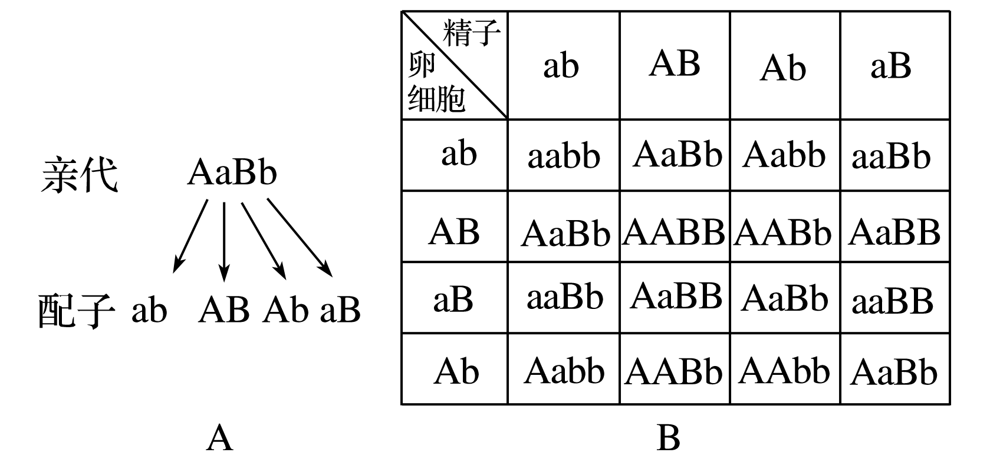 亲代 AaBb
配子 ab AB Ab aB
A
精子
卵
细胞
ab AB Ab aB
ab aabb AaBb Aabb aaBb
AB AaBb AABB AABb AaBB
aB aaBb AaBB AaBb aaBB
Ab Aabb AABb AAbb AaBb
B